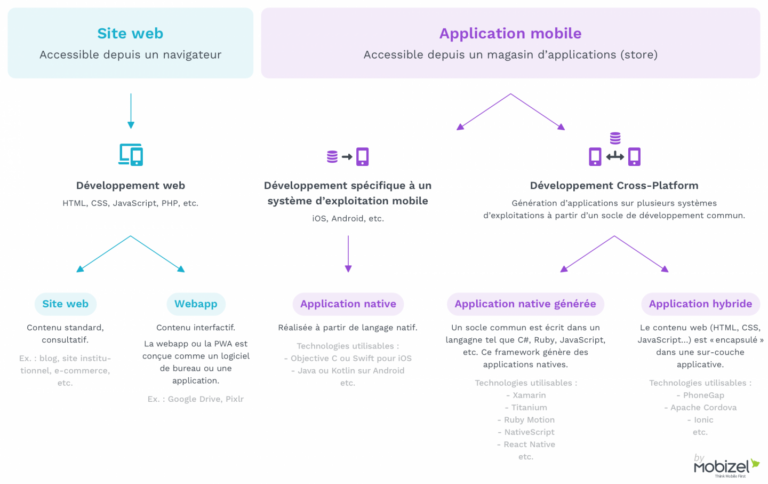 Site web
Accessible depuis un navigateur
Application mobile
Accessible depuis un magasin d'applications (store)
Développement web
HTML, CSS, JavaScript, PHP, etc.
Développement spécifique à un
système d'exploitation mobile
iOS, Android, etc.
Développement Cross-Platform
Génération d'applications sur plusieurs systèmes
d'exploitations à partir d'un socle de développement commun.
Site web
Contenu standard,
consultatif.
Ex. : blog, site institu-
tionnel, e-commerce,
etc.
Webapp
Contenu interactif.
La webapp ou la PWA est
conçue comme un logiciel
de bureau ou une
application.
Ex. : Google Drive, Pixlr
Application native
Réalisée à partir de langage natif.
Technologies utilisables :
- Objective C ou Swift pour iOS
- Java ou Kotlin sur Android
etc.
Application native générée
Un socle commun est écrit dans un
langagne tel que C#, Ruby, JavaScript,
etc. Ce framework génère des
applications natives.
Technologies utilisables :
- Xamarin
- Titanium
- Ruby Motion
- NativeScript
- React Native
etc.
Application hybride
Le contenu web (HTML, CSS,
JavaScript...) est « encapsulé »
dans une sur-couche
applicative.
Technologies utilisables :
- PhoneGap
- Apache Cordova
- Ionic
etc.
by
Mobizel
Think Mobile First